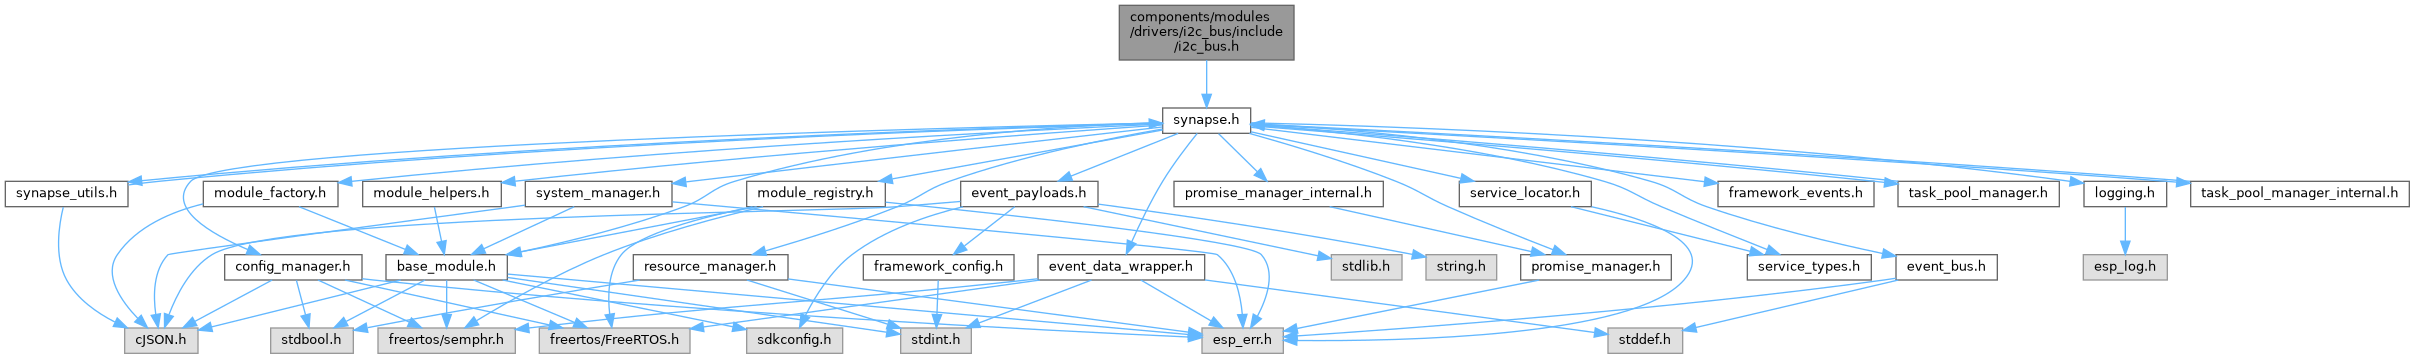 components/modules
/drivers/i2c_bus/include
/i2c_bus.h
synapse.h
synapse_utils.h
module_factory.h
module_helpers.h
system_manager.h
module_registry.h
event_payloads.h
promise_manager_internal.h
service_locator.h
framework_events.h
task_pool_manager.h
logging.h
task_pool_manager_internal.h
config_manager.h
base_module.h
resource_manager.h
framework_config.h
event_data_wrapper.h
stdlib.h
string.h
promise_manager.h
service_types.h
event_bus.h
esp_log.h
cJSON.h
stdbool.h
freertos/semphr.h
freertos/FreeRTOS.h
sdkconfig.h
stdint.h
esp_err.h
stddef.h